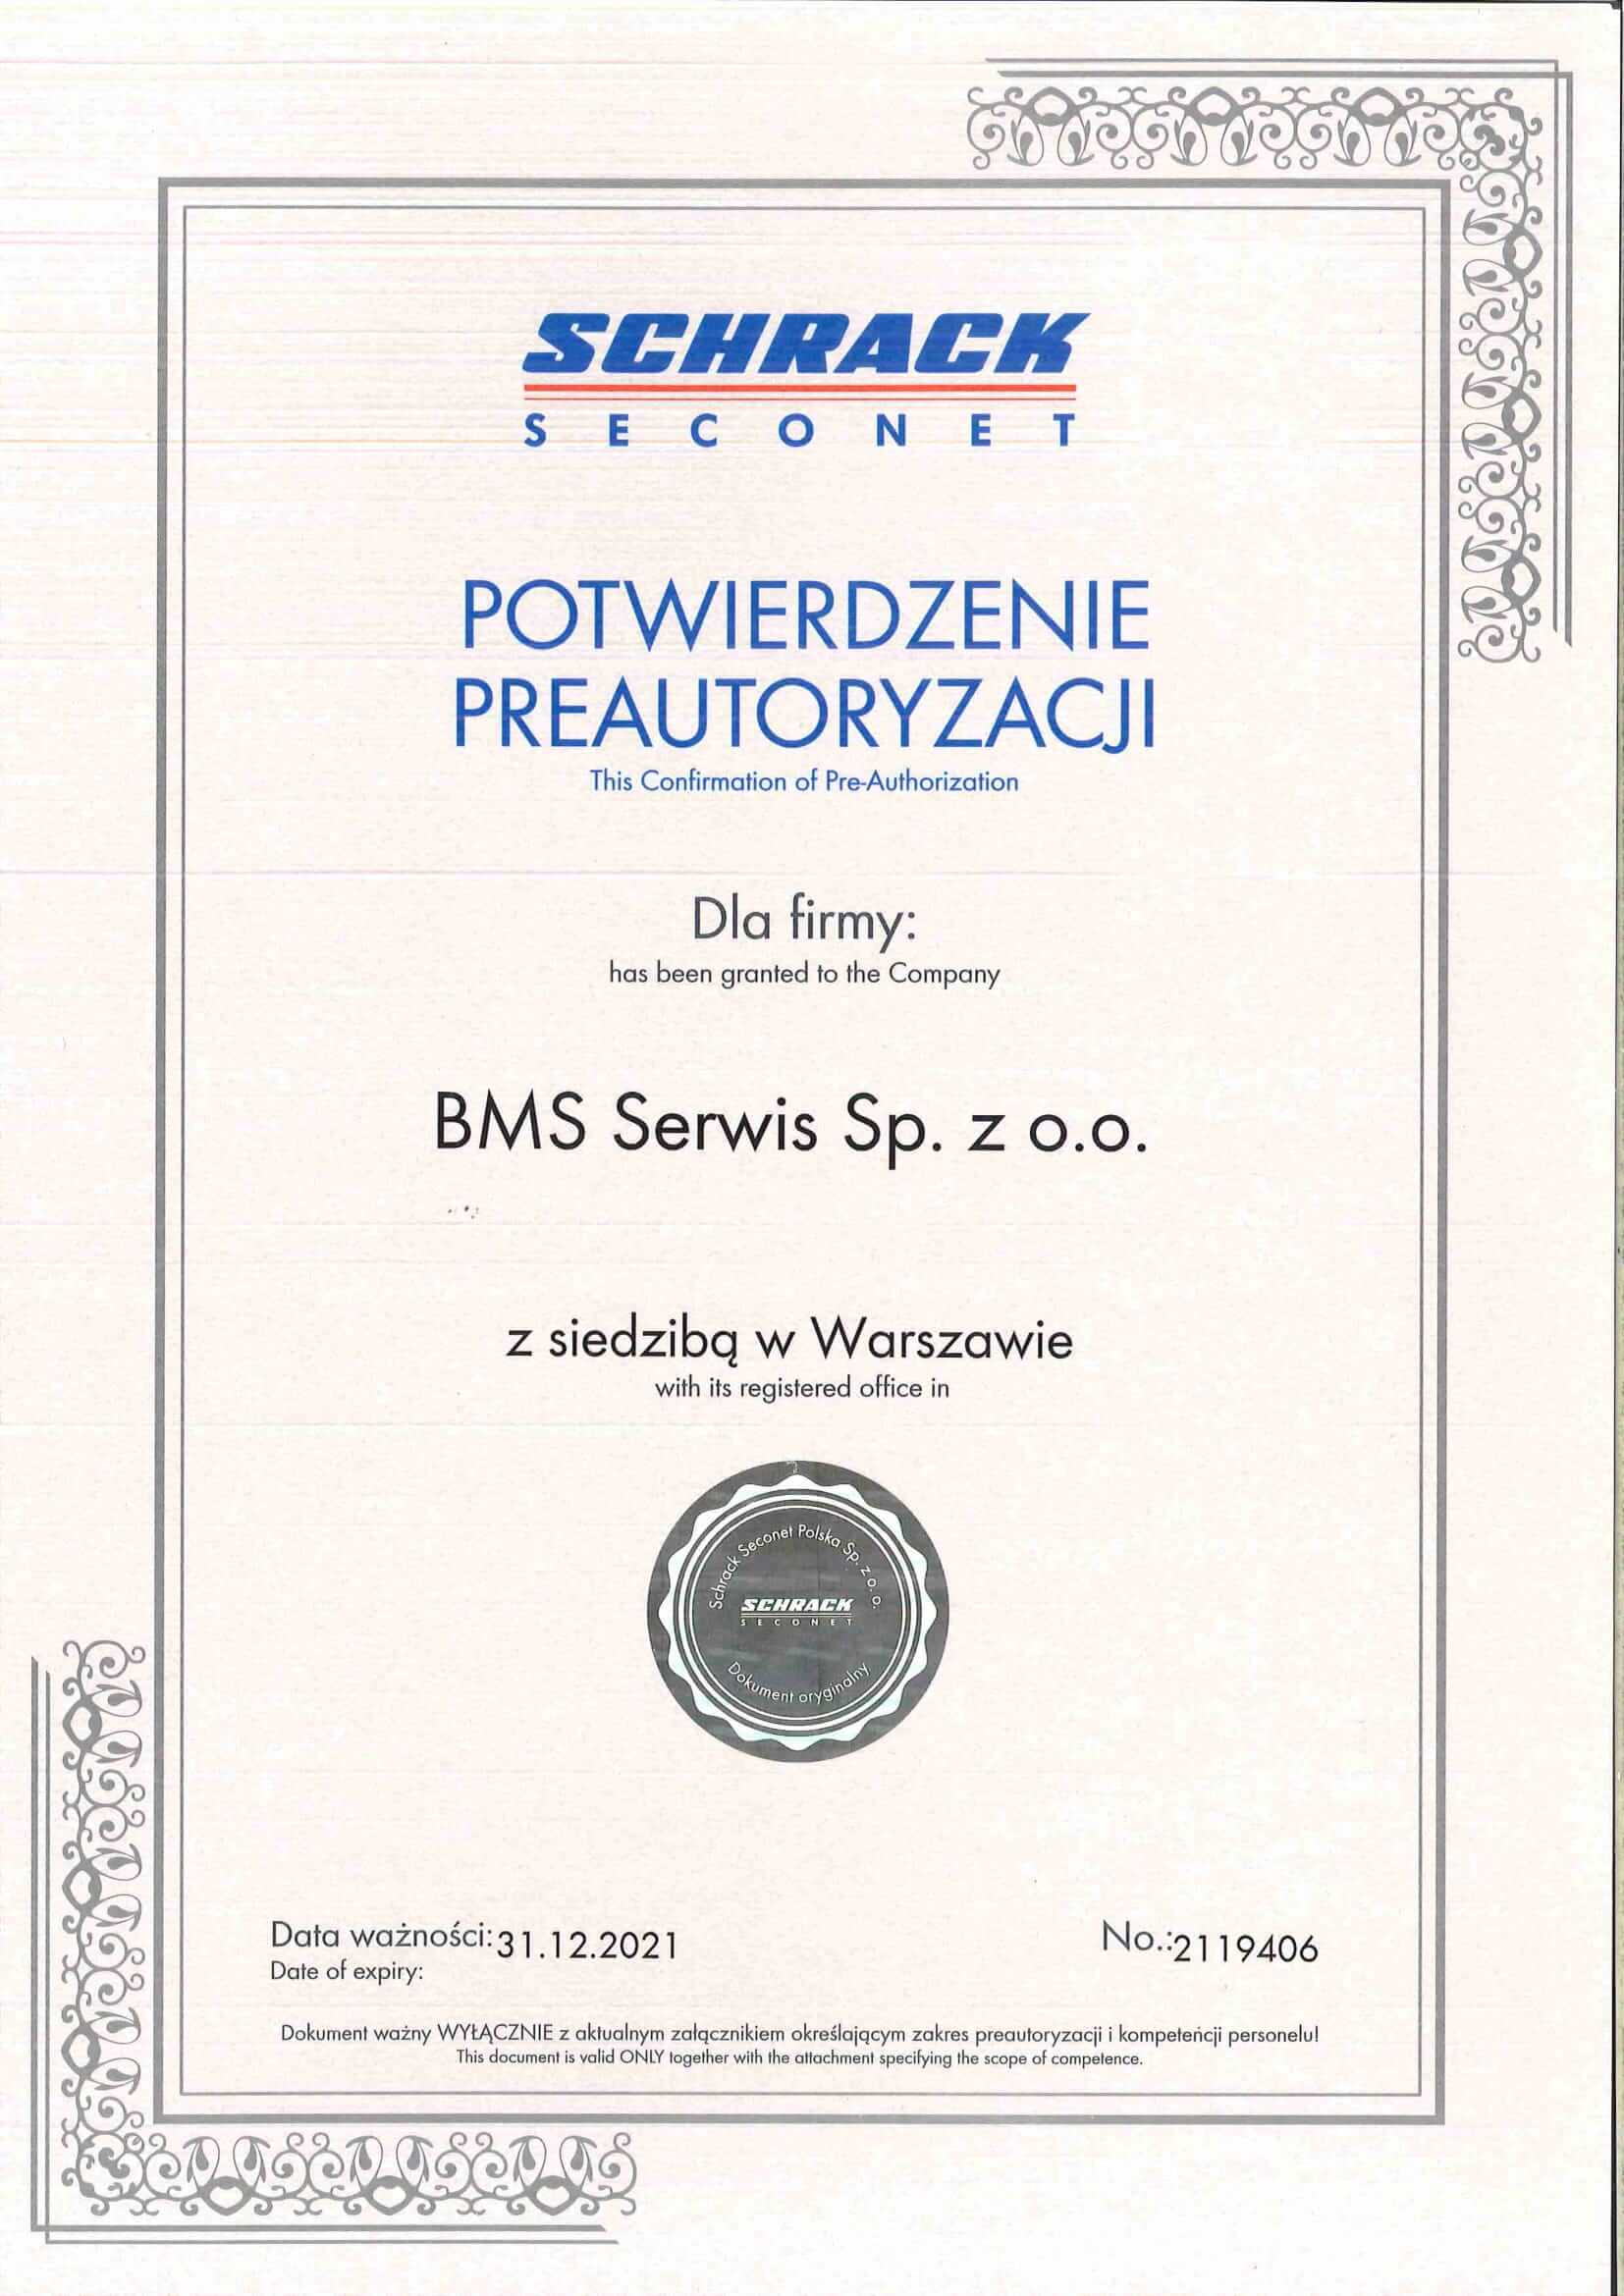 SCHRACK
SECONET
POTWIERDZENIE
PREAUTORYZACJI
This Confirmation of Pre-Authorization
Dla firmy:
has been granted to the Company
BMS Serwis Sp. z o.o.
z siedzibą w Warszawie
with its registered office in
Schrack Seconet Polska Sp. z o.o.
SCHRACK
SECONET
Dokument oryginalny
Data ważności: 31.12.2021
Date of expiry:
No.: 2119406
Dokument ważny WYŁĄCZNIE z aktualnym załącznikiem określającym zakres preautoryzacji i kompetencji personelu!
This document is valid ONLY together with the attachment specifying the scope of competence.